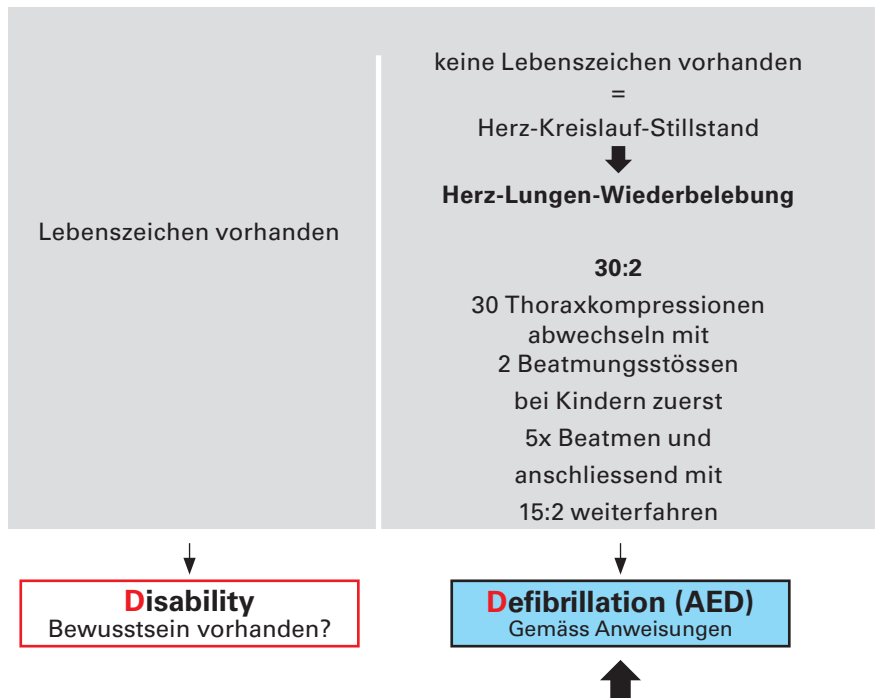 Lebenszeichen vorhanden
keine Lebenszeichen vorhanden
=
Herz-Kreislauf-Stillstand
Herz-Lungen-Wiederbelebung
30:2
30 Thoraxkompressionen
abwechseln mit
2 Beatmungsstössen
bei Kindern zuerst
5x Beatmen und
anschliessend mit
15:2 weiterfahren
Disability
Bewusstsein vorhanden?
Defibrillation (AED)
Gemäss Anweisungen